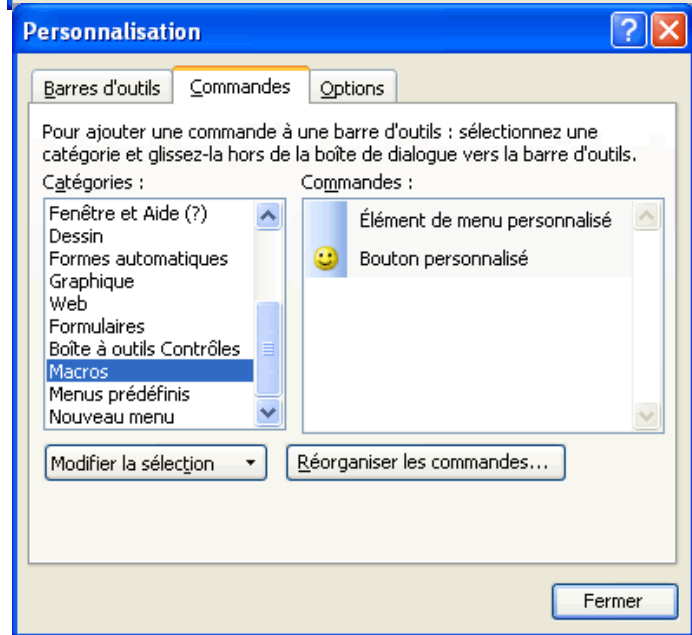 Personnalisation
Barres d'outils
Commandes
Options
Pour ajouter une commande à une barre d'outils : sélectionnez une
catégorie et glissez-la hors de la boîte de dialogue vers la barre d'outils.
Catégories :
Commandes :
Fenêtre et Aide (?)
Dessin
Formes automatiques
Graphique
Web
Formulaires
Boîte à outils Contrôles
Macros
Menus prédéfinis
Nouveau menu
Élément de menu personnalisé
Bouton personnalisé
Modifier la sélection
Réorganiser les commandes...
Fermer